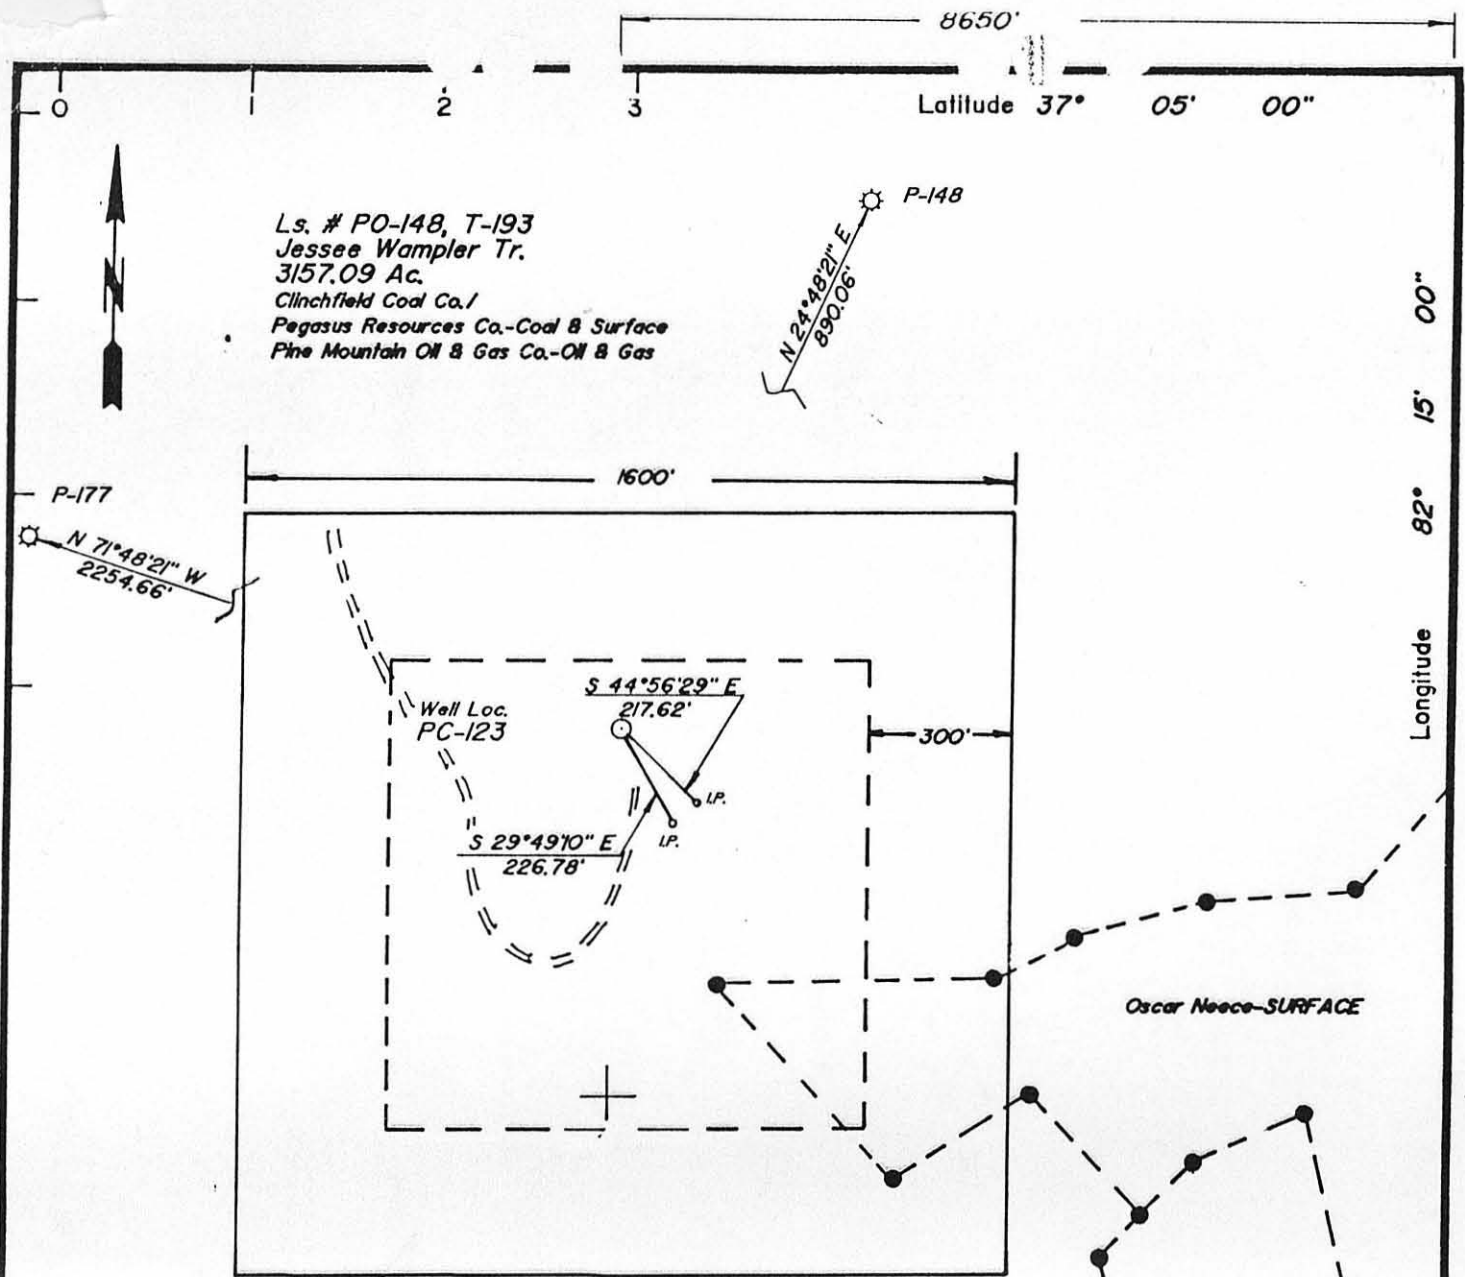 8650'
0 1 2 3
Latitude 37° 05' 00"
P-148
N 24°48'21" E
890.06'
Ls. # PO-148, T-193
Jessee Wampler Tr.
3157.09 Ac.
Clinchfield Coal Co./
Pegasus Resources Co.-Coal & Surface
Pine Mountain Oil & Gas Co.-Oil & Gas
N
Longitude 82° 15' 00"
1600'
P-177
N 71°48'21" W
2254.66'
S 44°56'29" E
217.62'
Well Loc.
PC-123
300'
I.P.
I.P.
S 29°49'10" E
226.78'
Oscar Neece-SURFACE